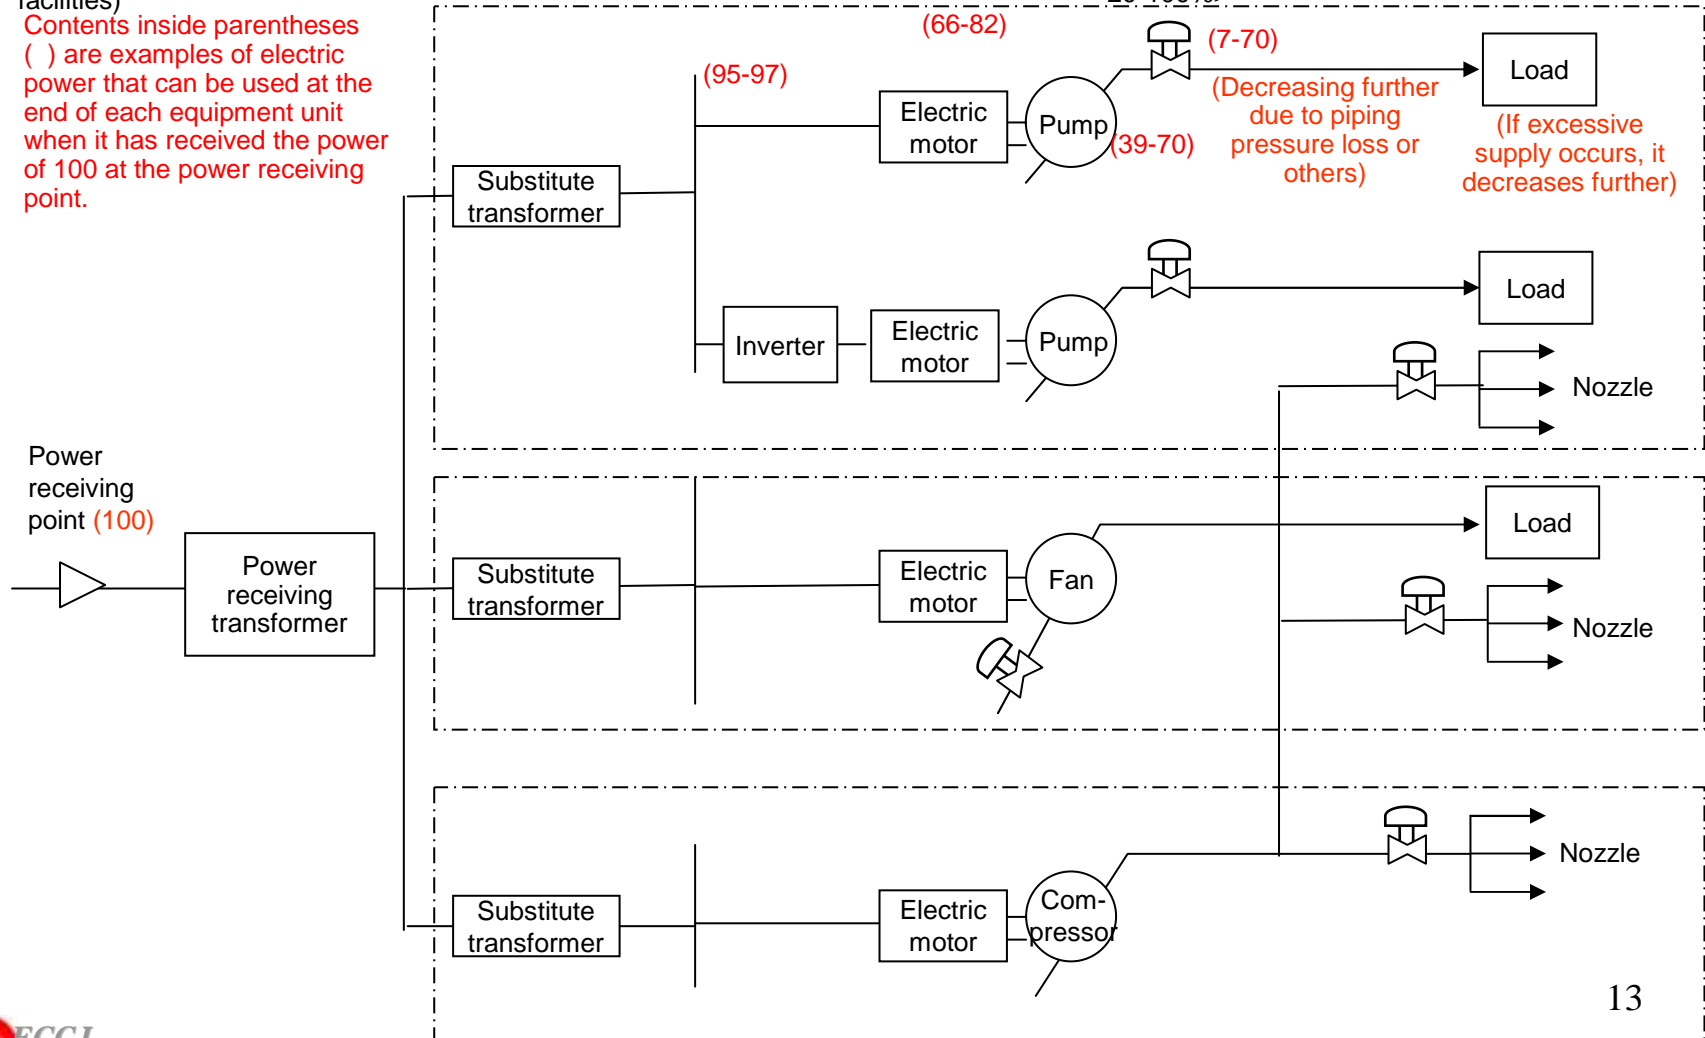 facilities)
Contents inside parentheses
( ) are examples of electric
power that can be used at the
end of each equipment unit
when it has received the power
of 100 at the power receiving
point.
(66-82)
(95-97)
(7-70)
Load
Electric
motor
Pump
(39-70)
(Decreasing further
due to piping
pressure loss or
others)
(If excessive
supply occurs, it
decreases further)
Substitute
transformer
Inverter
Electric
motor
Pump
Load
Nozzle
Power
receiving
point (100)
Power
receiving
transformer
Substitute
transformer
Electric
motor
Fan
Load
Nozzle
Substitute
transformer
Electric
motor
Com-
pressor
Nozzle
13